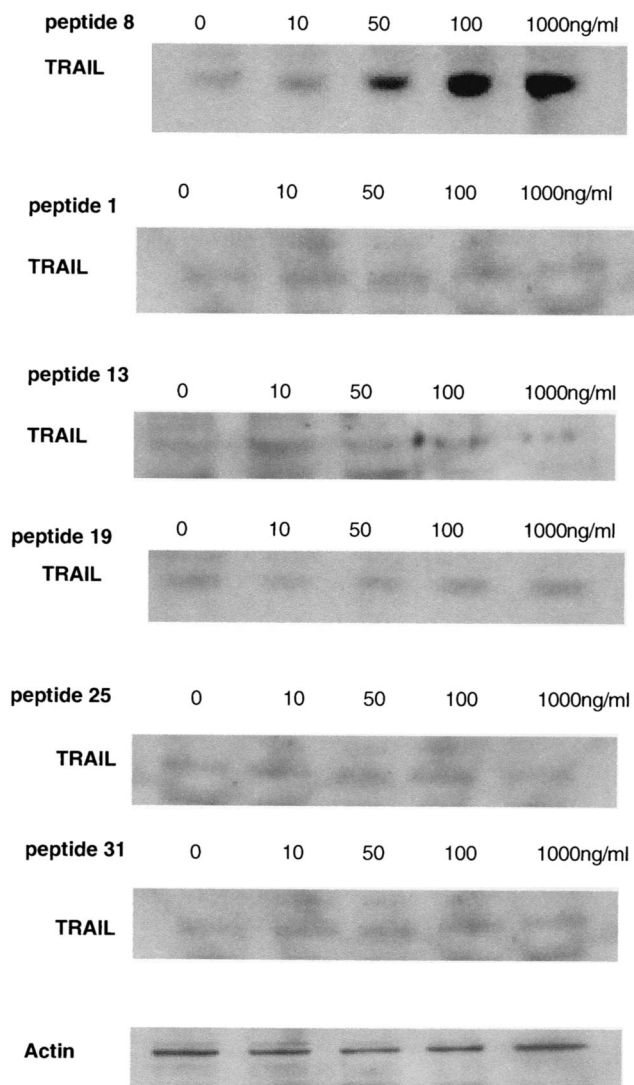 peptide 8 0 10 50 100 1000ng/ml
TRAIL
peptide 1 0 10 50 100 1000ng/ml
TRAIL
peptide 13 0 10 50 100 1000ng/ml
TRAIL
peptide 19 0 10 50 100 1000ng/ml
TRAIL
peptide 25 0 10 50 100 1000ng/ml
TRAIL
peptide 31 0 10 50 100 1000ng/ml
TRAIL
Actin